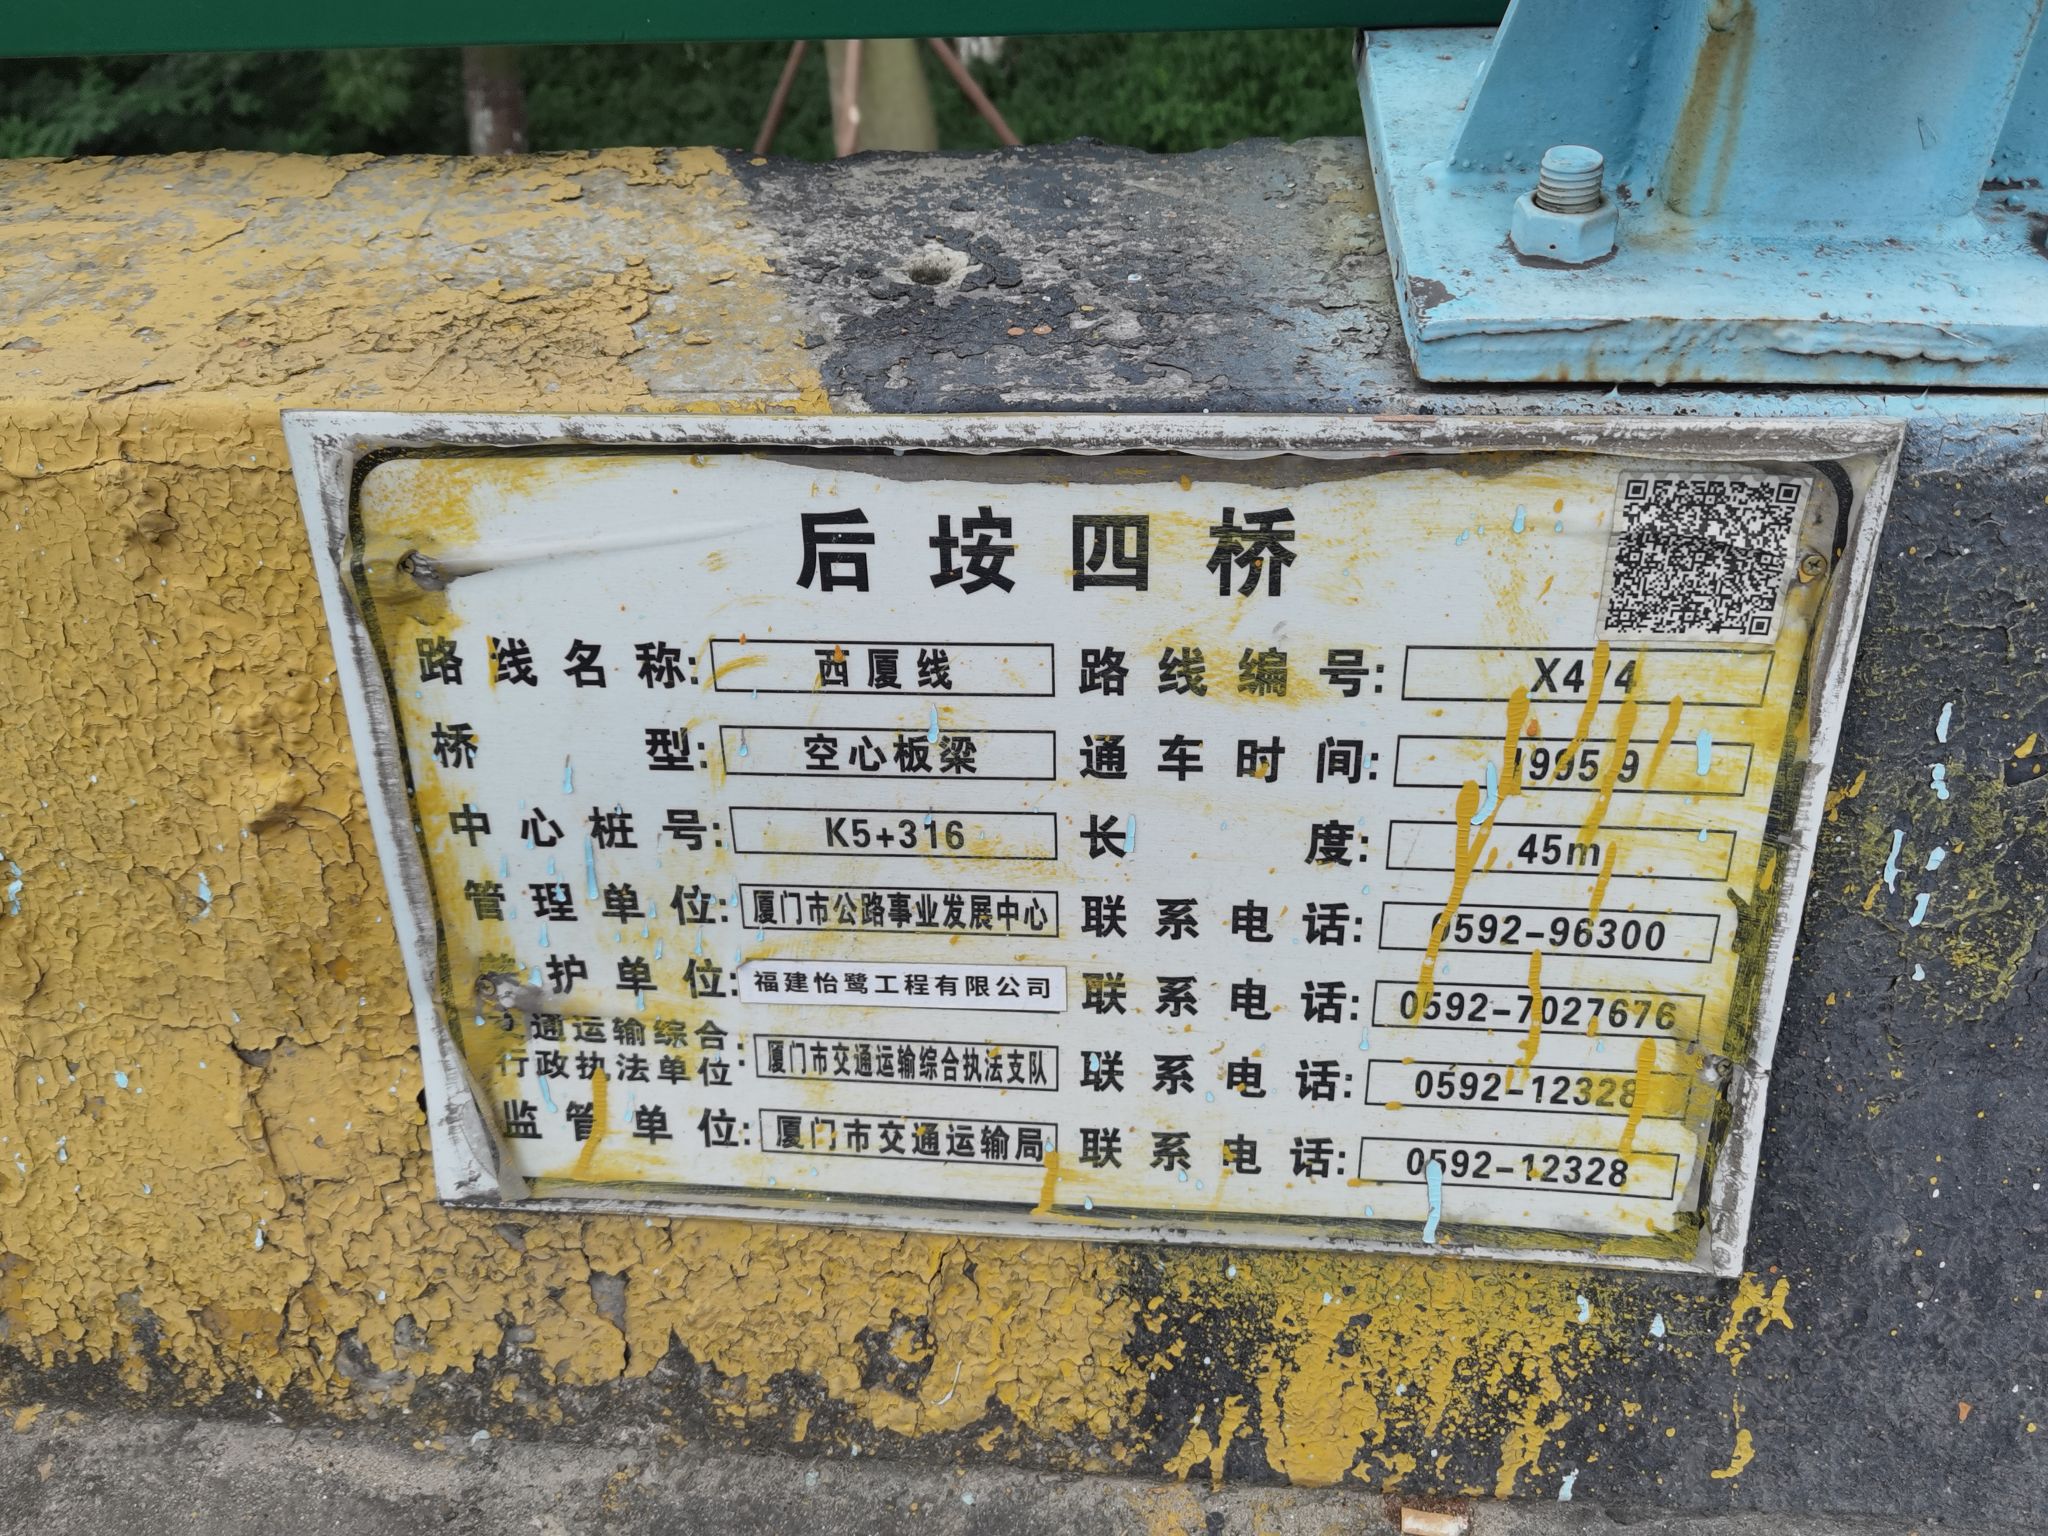 后垵四桥
路线名称: 西厦线 路线编号: X474
桥型: 空心板梁 通车时间: 1995.9
中心桩号: K5+316 长度: 45m
管理单位: 厦门市公路事业发展中心 联系电话: 0592-96300
养护单位: 福建怡鹭工程有限公司 联系电话: 0592-7027676
交通运输综合
行政执法单位: 厦门市交通运输综合执法支队 联系电话: 0592-12328
监管单位: 厦门市交通运输局 联系电话: 0592-12328